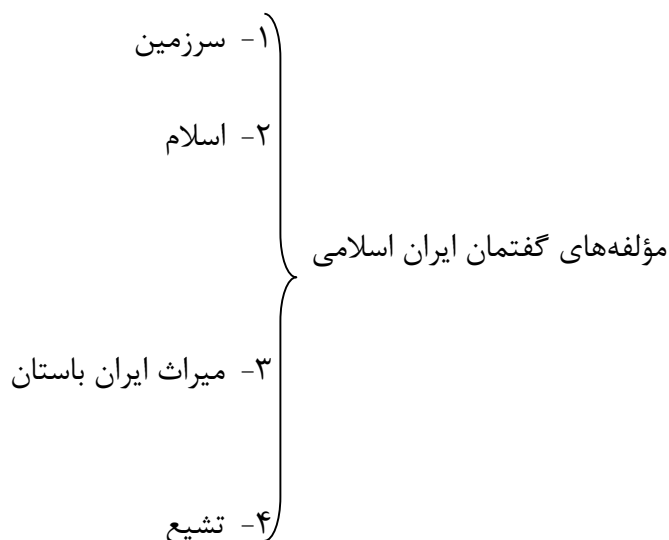 مؤلفه‌های گفتمان ایران اسلامی
۱- سرزمین
۲- اسلام
۳- میراث ایران باستان
۴- تشیع